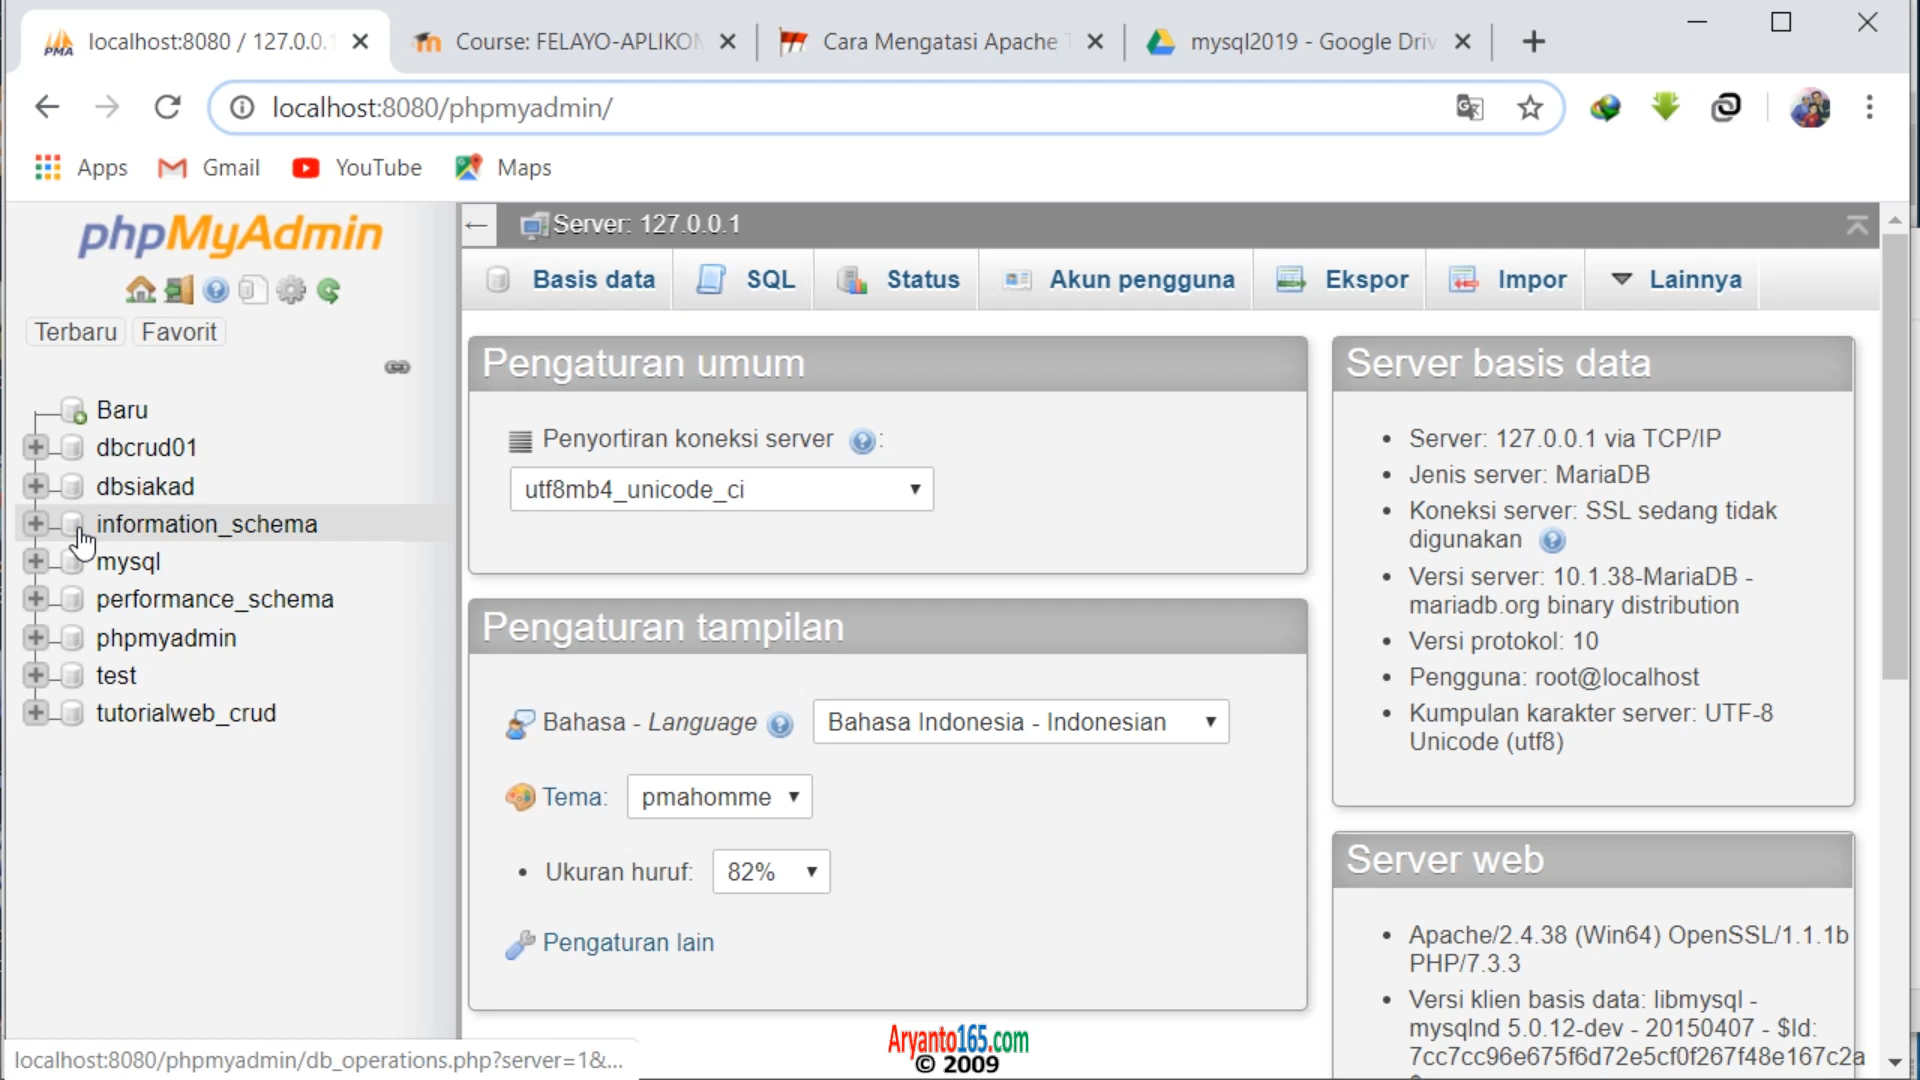 localhost:8080 / 127.0.0.1
Course: FELAYO-APLIKON
Cara Mengatasi Apache T
mysql2019 - Google Driv
localhost:8080/phpmyadmin/
Apps
Gmail
YouTube
Maps
phpMyAdmin
Terbaru
Favorit
Baru
dbcrud01
dbsiakad
information_schema
mysql
performance_schema
phpmyadmin
test
tutorialweb_crud
localhost:8080/phpmyadmin/db_operations.php?server=1&...
Server: 127.0.0.1
Basis data
SQL
Status
Akun pengguna
Ekspor
Impor
Lainnya
Pengaturan umum
Penyortiran koneksi server :
utf8mb4_unicode_ci
Pengaturan tampilan
Bahasa - Language
Bahasa Indonesia - Indonesian
Tema:
pmahomme
• Ukuran huruf:
82%
Pengaturan lain
Server basis data
• Server: 127.0.0.1 via TCP/IP
• Jenis server: MariaDB
• Koneksi server: SSL sedang tidak
digunakan
• Versi server: 10.1.38-MariaDB -
mariadb.org binary distribution
• Versi protokol: 10
• Pengguna: root@localhost
• Kumpulan karakter server: UTF-8
Unicode (utf8)
Server web
• Apache/2.4.38 (Win64) OpenSSL/1.1.1b
PHP/7.3.3
• Versi klien basis data: libmysql -
mysqlnd 5.0.12-dev - 20150407 - $Id:
7cc7cc96e675f6d72e5cf0f267f48e167c2a
Aryanto165.com
© 2009